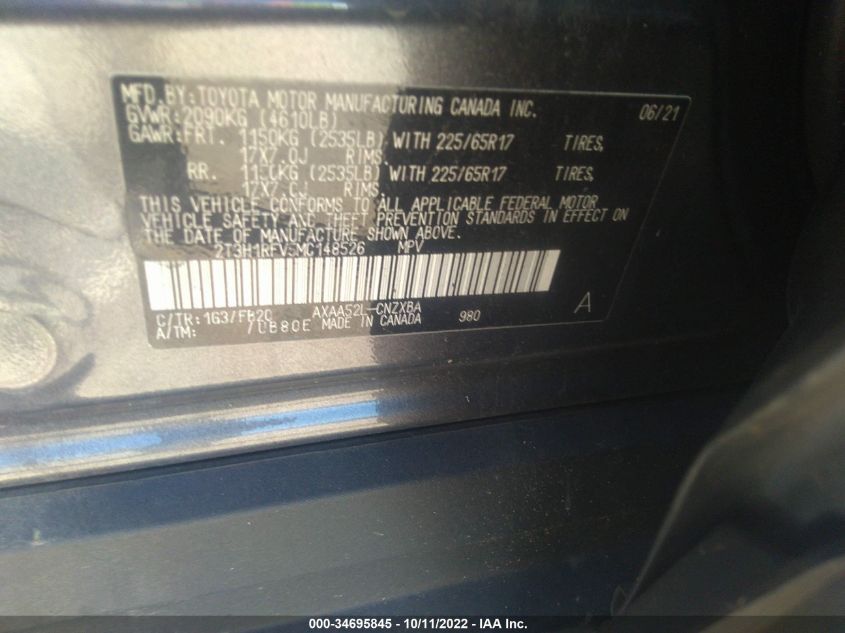 MFD. BY: TOYOTA MOTOR MANUFACTURING CANADA INC. 06/21
GVWR: 2090KG (4610LB)
GAWR: FRT. 1150KG (2535LB) WITH 225/65R17 TIRES,
17X7.0J RIMS.
RR. 1150KG (2535LB) WITH 225/65R17 TIRES,
17X7.0J RIMS.
THIS VEHICLE CONFORMS TO ALL APPLICABLE FEDERAL MOTOR
VEHICLE SAFETY AND THEFT PREVENTION STANDARDS IN EFFECT ON
THE DATE OF MANUFACTURE SHOWN ABOVE.
MPV
C/TR: 1G3/FB20 AXAA52L-CNZXBA 980 A
A/TM: /UB80E MADE IN CANADA
000-34695845 - 10/11/2022 - IAA Inc.